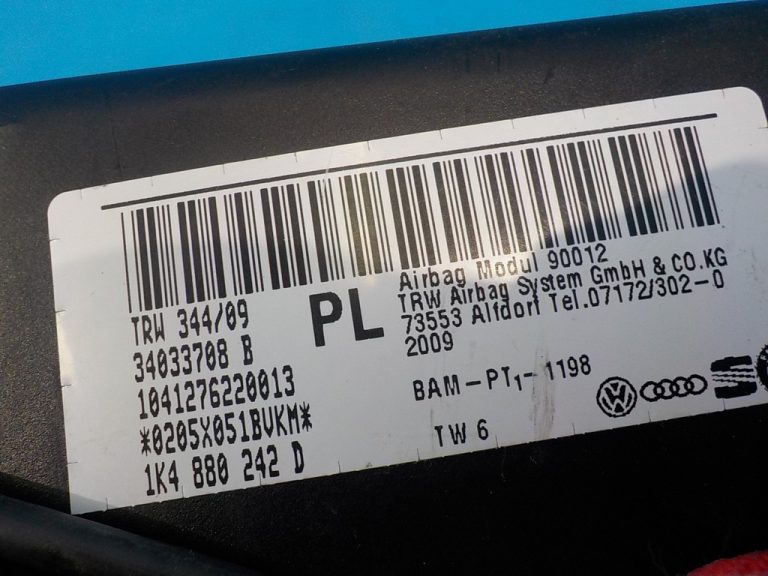 TRW 344/09
34033708 B
1041276220013
*0205X051BVKM*
1K4 880 242 D
PL
Airbag Modul 90012
TRW Airbag System GmbH & CO.KG
73553 Alfdorf Tel.07172/302-0
2009
BAM-PT1-1198
TW 6